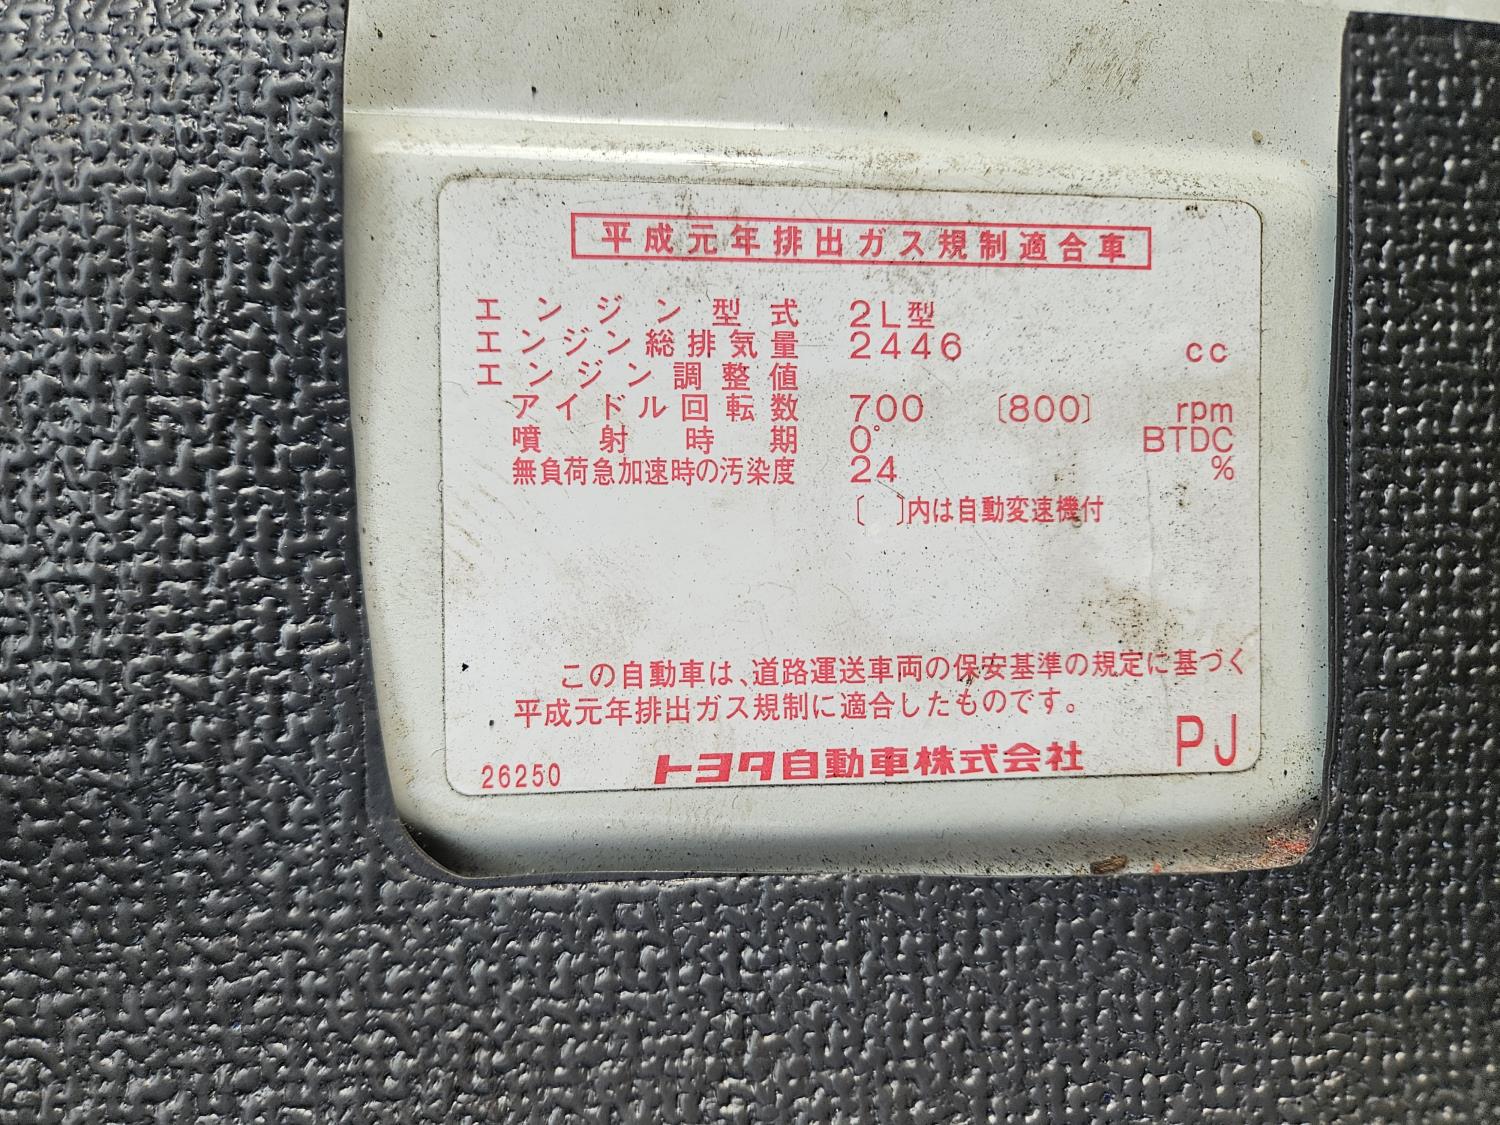 平成元年排出ガス規制適合車
エンジン型式 2L型
エンジン総排気量 2446 cc
エンジン調整値
アイドル回転数 700 〔800〕 rpm
噴射時期 0° BTDC
無負荷急加速時の汚染度 24 %
〔 〕内は自動変速機付
この自動車は、道路運送車両の保安基準の規定に基づく
平成元年排出ガス規制に適合したものです。
26250 トヨタ自動車株式会社 PJ